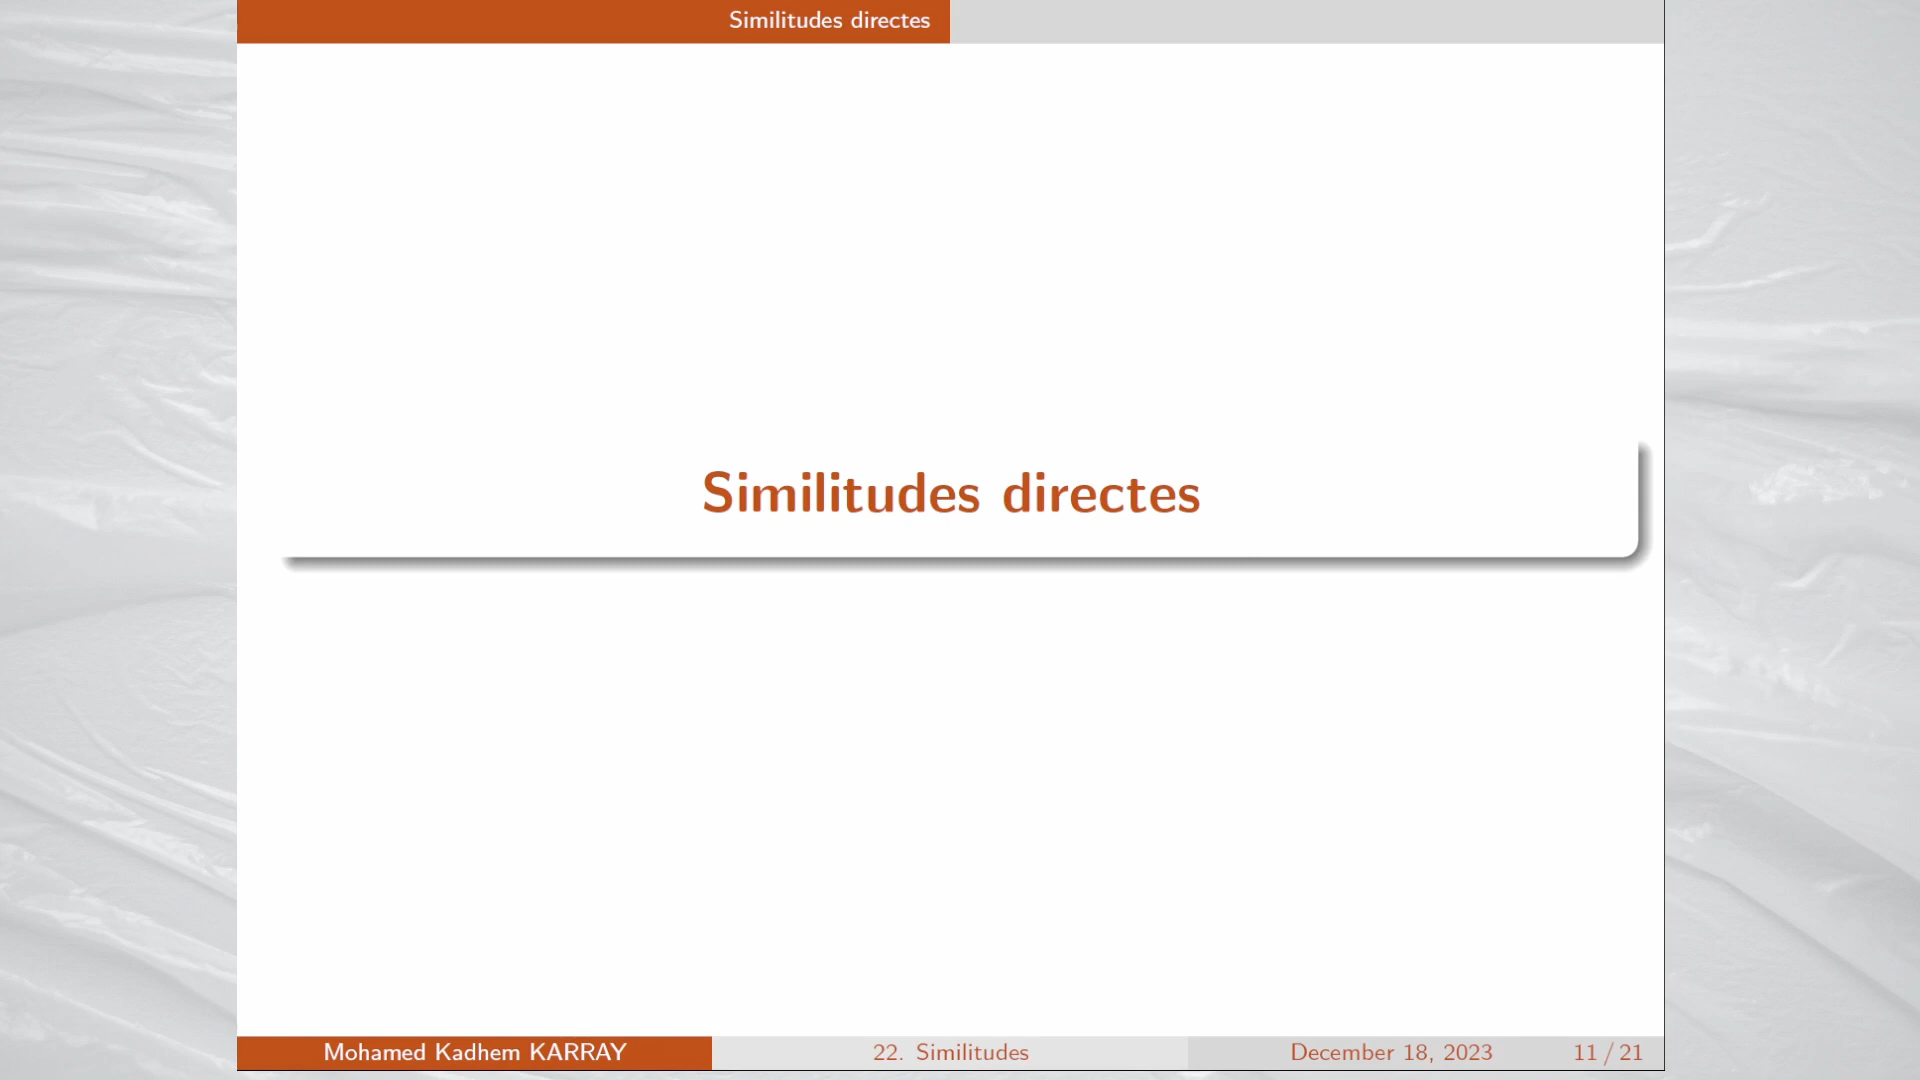 Similitudes directes
Similitudes directes
Mohamed Kadhem KARRAY
22. Similitudes
December 18, 2023
11 / 21